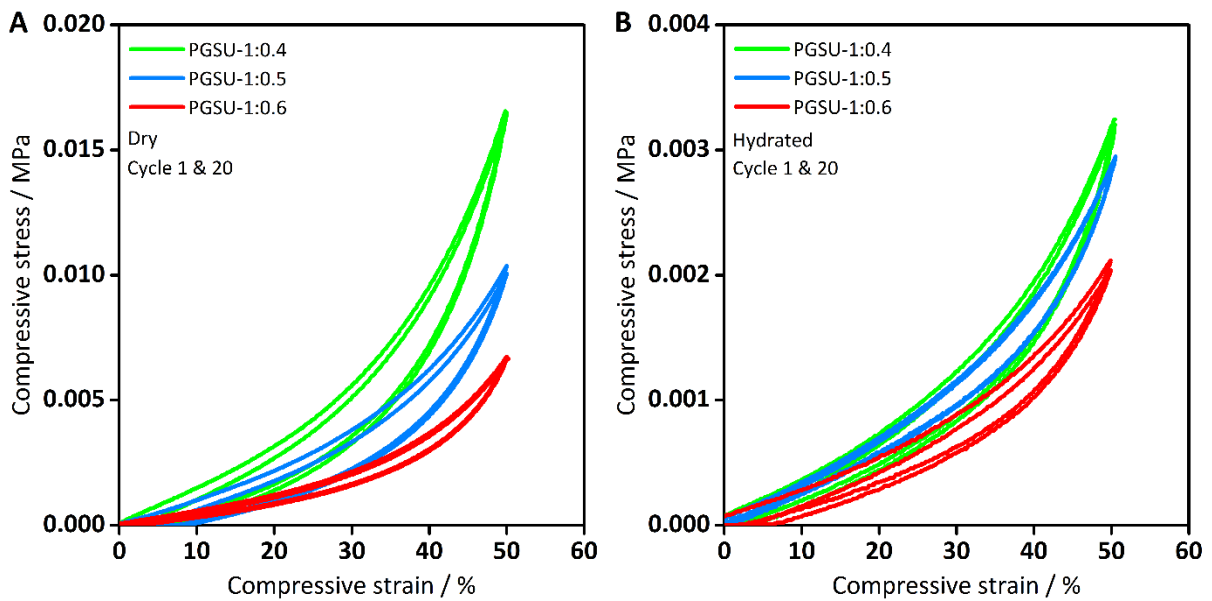 A
0.020
0.015
0.010
0.005
0.000
Compressive stress / MPa
PGSU-1:0.4
PGSU-1:0.5
PGSU-1:0.6
Dry
Cycle 1 & 20
0 10 20 30 40 50 60
Compressive strain / %
B
0.004
0.003
0.002
0.001
0.000
Compressive stress / MPa
PGSU-1:0.4
PGSU-1:0.5
PGSU-1:0.6
Hydrated
Cycle 1 & 20
0 10 20 30 40 50 60
Compressive strain / %